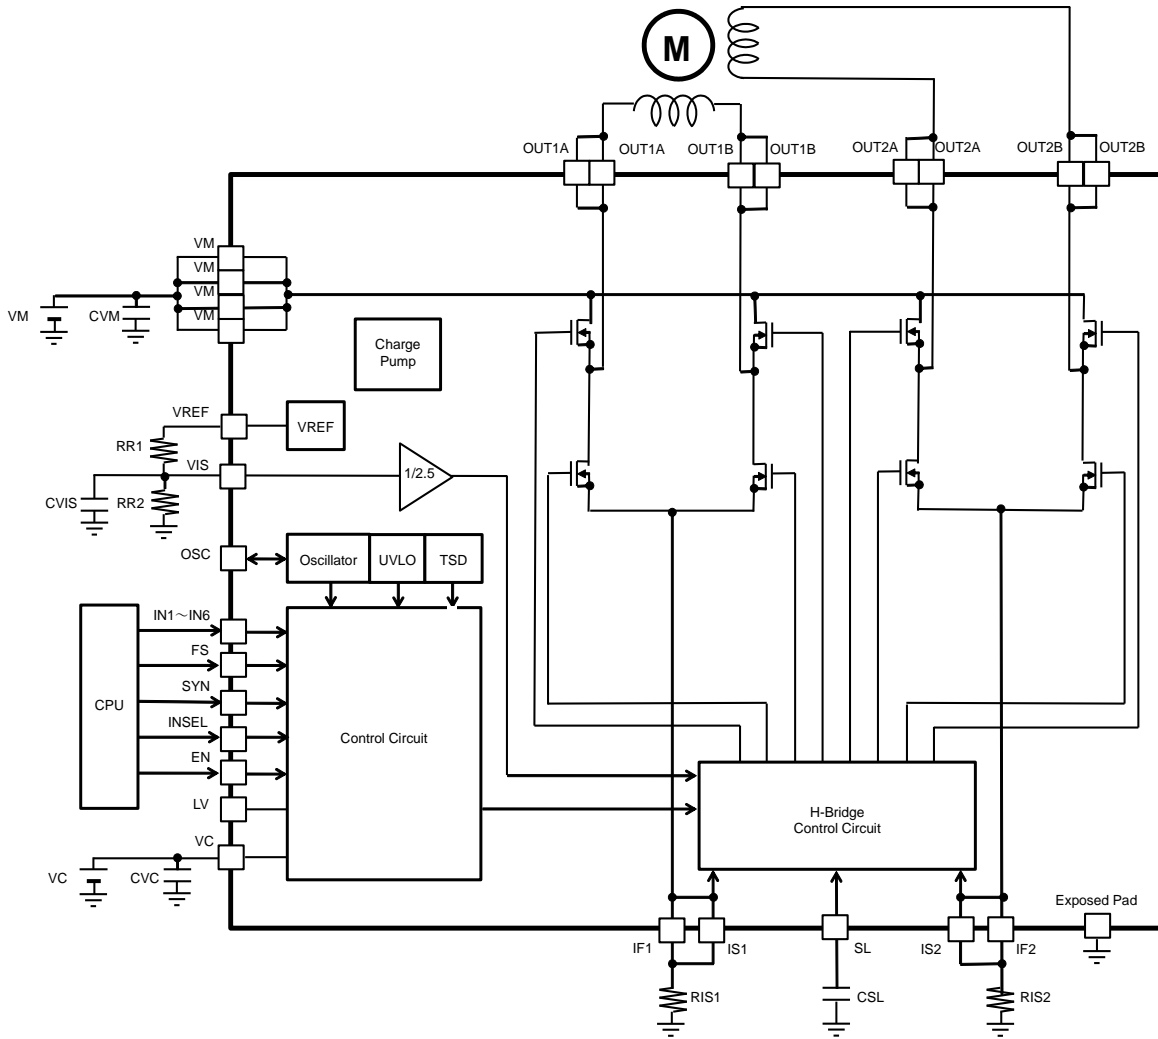 M
OUT1A
OUT1A
OUT1B
OUT1B
OUT2A
OUT2A
OUT2B
OUT2B
VM
VM
VM
VM
VM
CVM
Charge
Pump
VREF
VREF
RR1
VIS
1/2.5
CVIS
RR2
OSC
Oscillator
UVLO
TSD
IN1～IN6
FS
SYN
CPU
INSEL
Control Circuit
EN
LV
H-Bridge
Control Circuit
VC
VC
CVC
Exposed Pad
IF1
IS1
SL
IS2
IF2
RIS1
CSL
RIS2